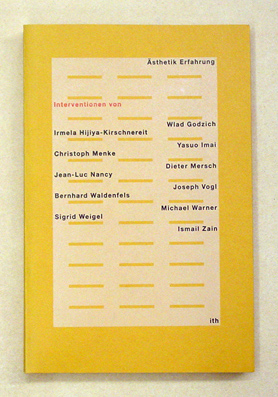 Ästhetik Erfahrung
Interventionen von
Wlad Godzich
Irmela Hijiya-Kirschnereit
Yasuo Imai
Christoph Menke
Dieter Mersch
Jean-Luc Nancy
Joseph Vogl
Bernhard Waldenfels
Michael Warner
Sigrid Weigel
Ismail Zain
ith